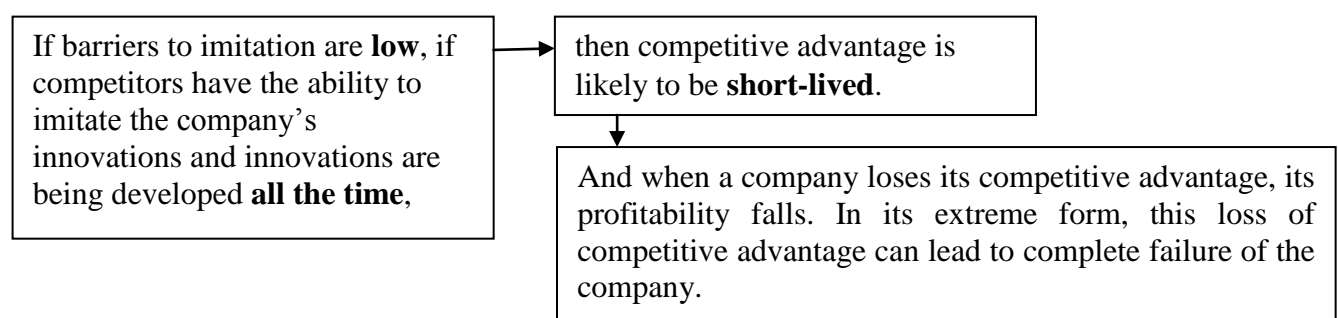 If barriers to imitation are low, if
competitors have the ability to
imitate the company’s
innovations and innovations are
being developed all the time,
then competitive advantage is
likely to be short-lived.
And when a company loses its competitive advantage, its
profitability falls. In its extreme form, this loss of
competitive advantage can lead to complete failure of the
company.